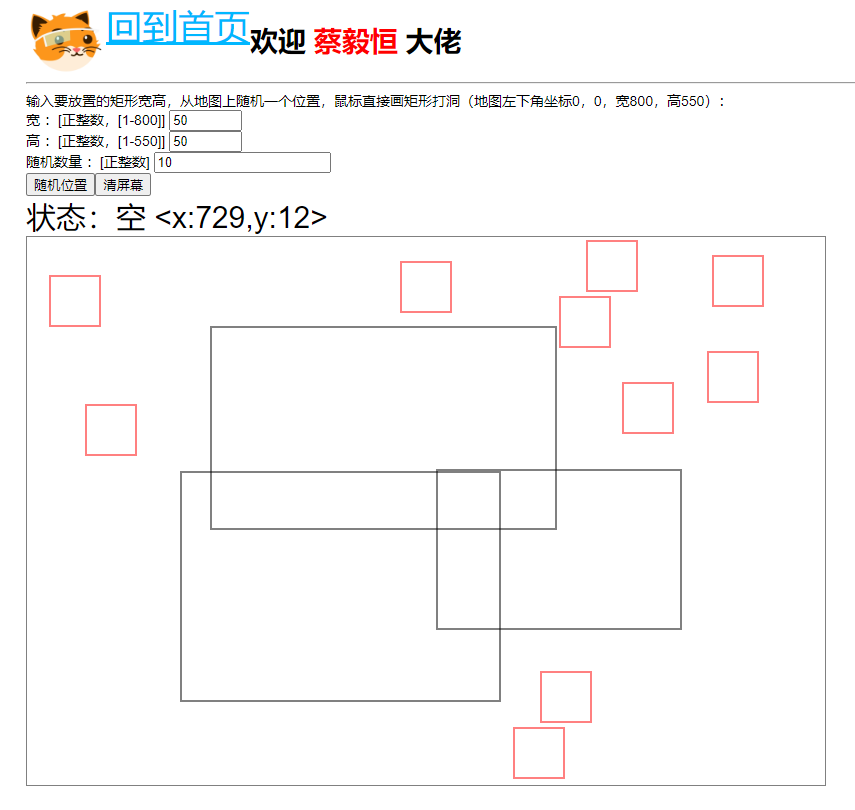 回到首页欢迎 蔡毅恒 大佬
输入要放置的矩形宽高，从地图上随机一个位置，鼠标直接画矩形打洞（地图左下角坐标0，0，宽800，高550）：
宽 ： [正整数，[1-800]] 50
高 ： [正整数，[1-550]] 50
随机数量 ： [正整数] 10
随机位置 清屏幕
状态：空 <x:729,y:12>